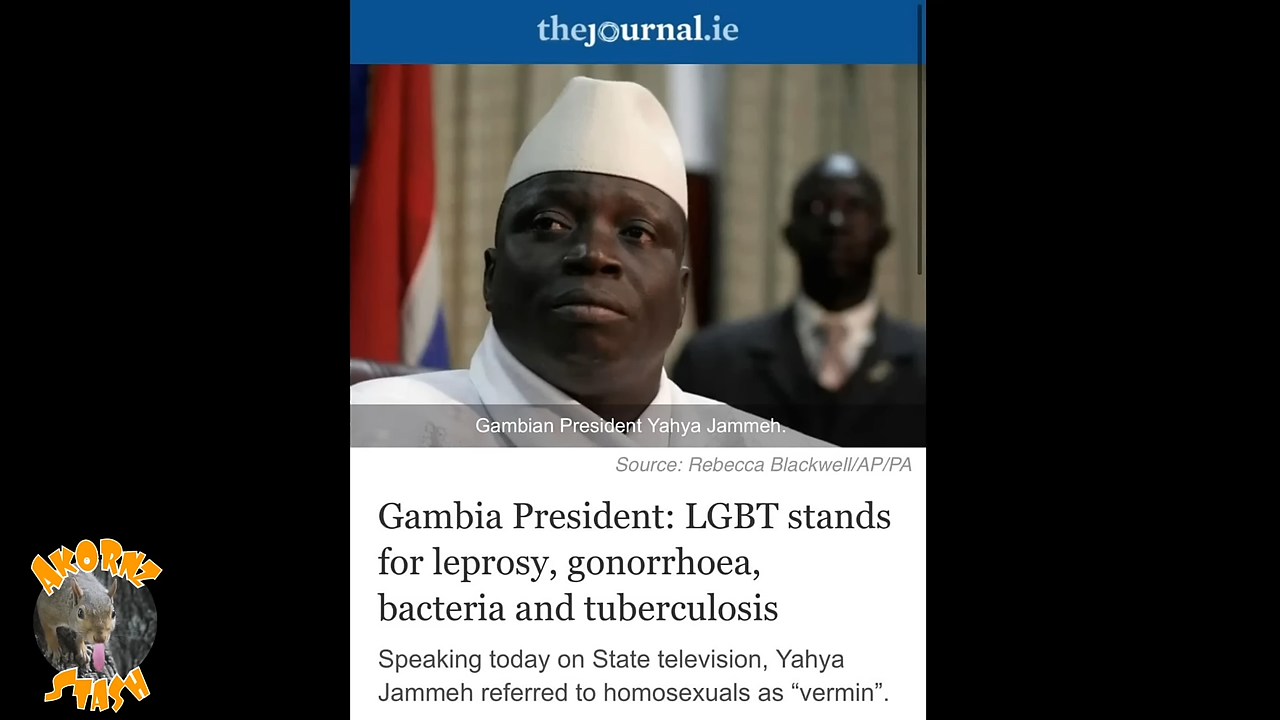 thejournal.ie
Gambian President Yahya Jammeh.
Source: Rebecca Blackwell/AP/PA
Gambia President: LGBT stands
for leprosy, gonorrhoea,
bacteria and tuberculosis
Speaking today on State television, Yahya
Jammeh referred to homosexuals as “vermin”.
AKORNZ
STASH